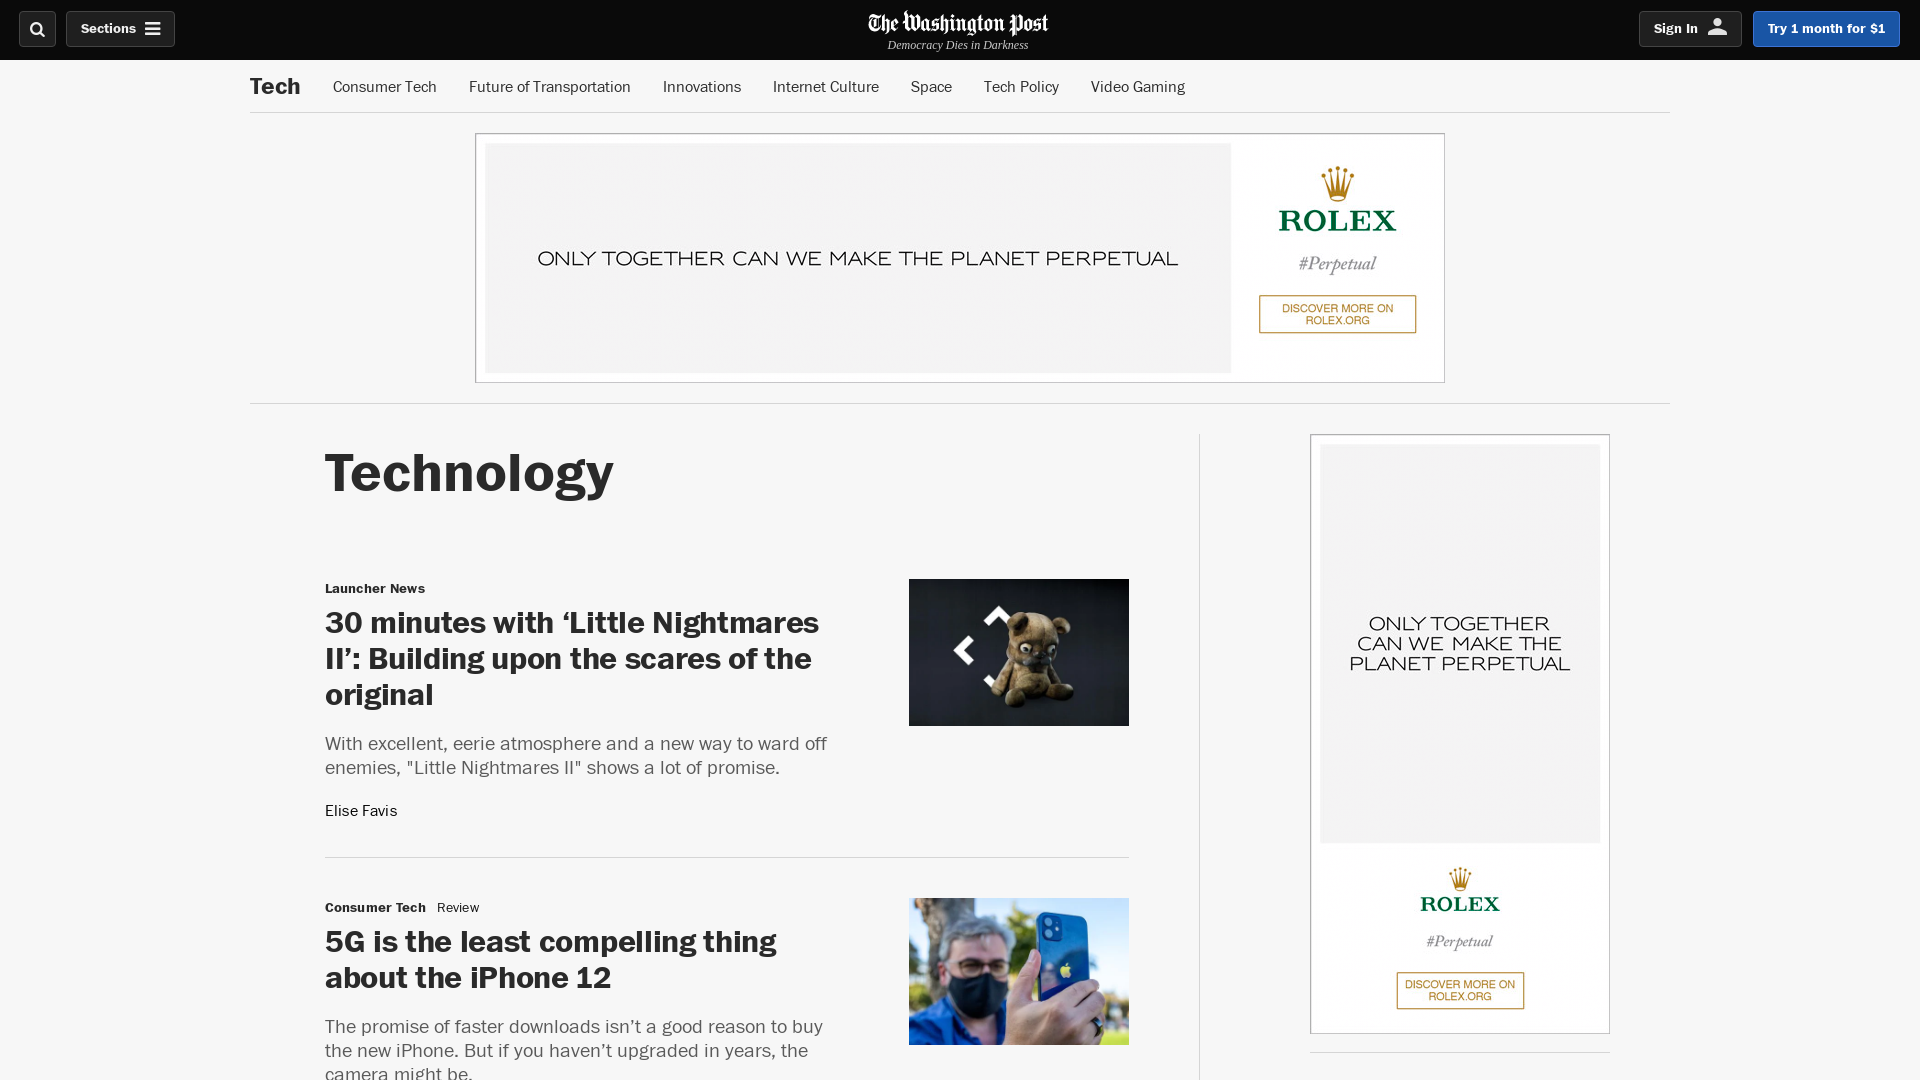 Sections
The Washington Post
Democracy Dies in Darkness
Sign In
Try 1 month for $1
Tech
Consumer Tech
Future of Transportation
Innovations
Internet Culture
Space
Tech Policy
Video Gaming
ONLY TOGETHER CAN WE MAKE THE PLANET PERPETUAL
ROLEX
#Perpetual
DISCOVER MORE ON
ROLEX.ORG
Technology
Launcher News
30 minutes with ‘Little Nightmares
II’: Building upon the scares of the
original
With excellent, eerie atmosphere and a new way to ward off
enemies, "Little Nightmares II" shows a lot of promise.
Elise Favis
Consumer Tech Review
5G is the least compelling thing
about the iPhone 12
The promise of faster downloads isn’t a good reason to buy
the new iPhone. But if you haven’t upgraded in years, the
camera might be.
ONLY TOGETHER
CAN WE MAKE THE
PLANET PERPETUAL
ROLEX
#Perpetual
DISCOVER MORE ON
ROLEX.ORG